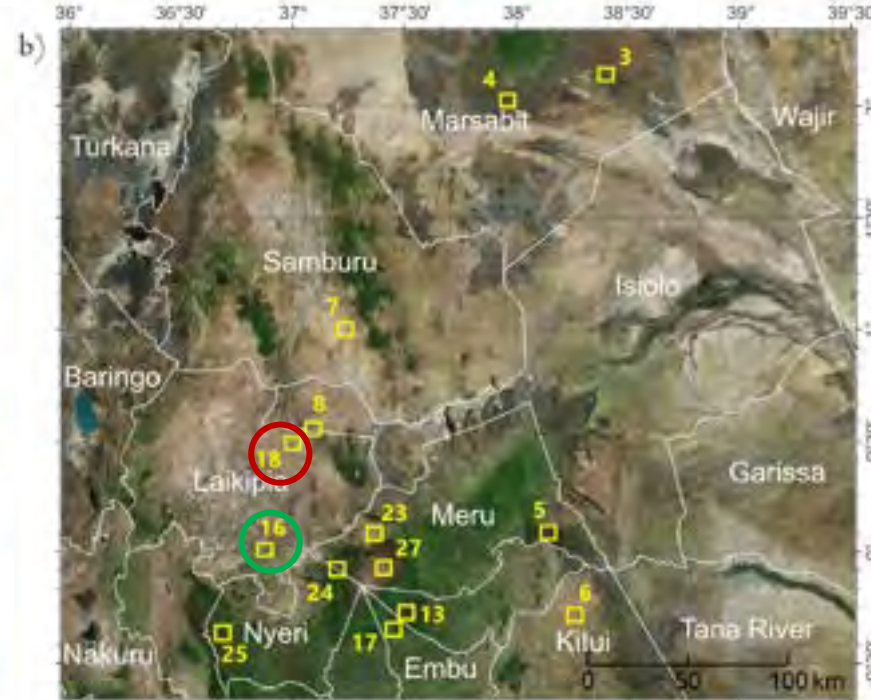 36° 36°30' 37° 37°30' 38° 38°30' 39° 39°30'
b)
3
4
Marsabit
Wajir
Turkana
Samburu
Isiolo
7
Baringo
8
18
Laikipia
Garissa
23
Meru
5
16
27
24
6
13
Nyeri
17
Kitui
Tana River
25
Nakuru
Embu
0 50 100 km